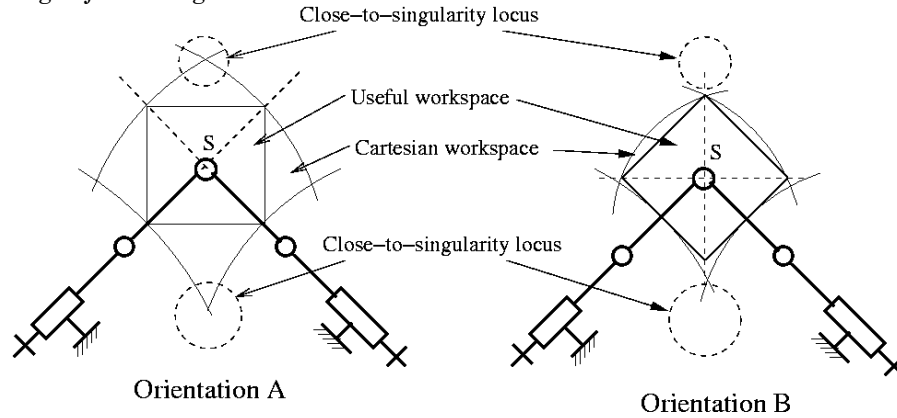 Close–to–singularity locus
Useful workspace
S
S
Cartesian workspace
Close–to–singularity locus
Orientation A
Orientation B